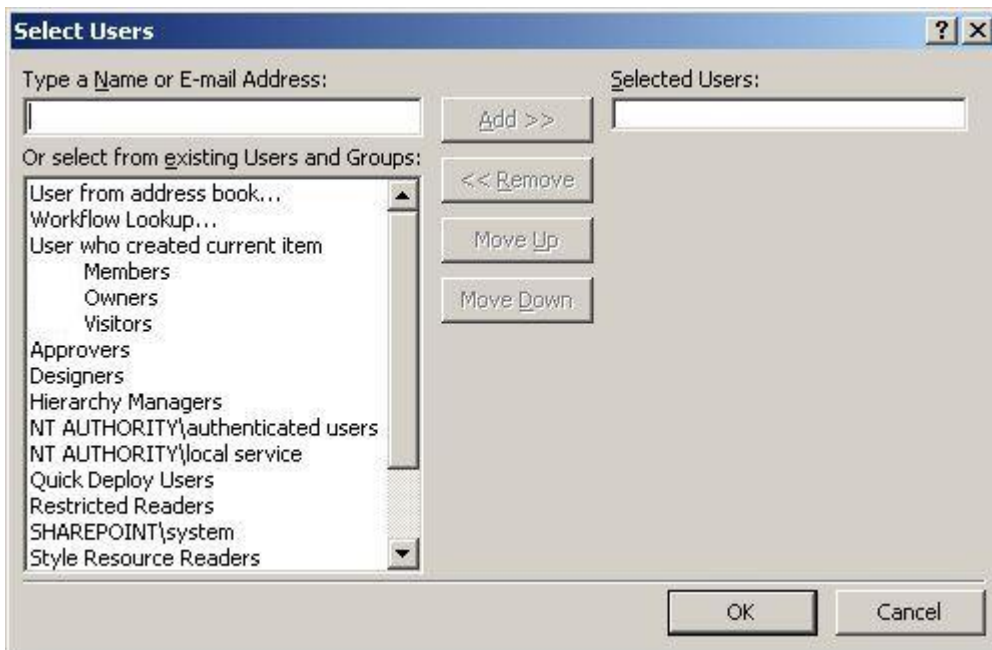 Select Users
Type a Name or E-mail Address:
Selected Users:
Add >>
Or select from existing Users and Groups:
<< Remove
User from address book...
Workflow Lookup...
User who created current item
Move Up
Members
Owners
Move Down
Visitors
Approvers
Designers
Hierarchy Managers
NT AUTHORITY\authenticated users
NT AUTHORITY\local service
Quick Deploy Users
Restricted Readers
SHAREPOINT\system
Style Resource Readers
OK
Cancel